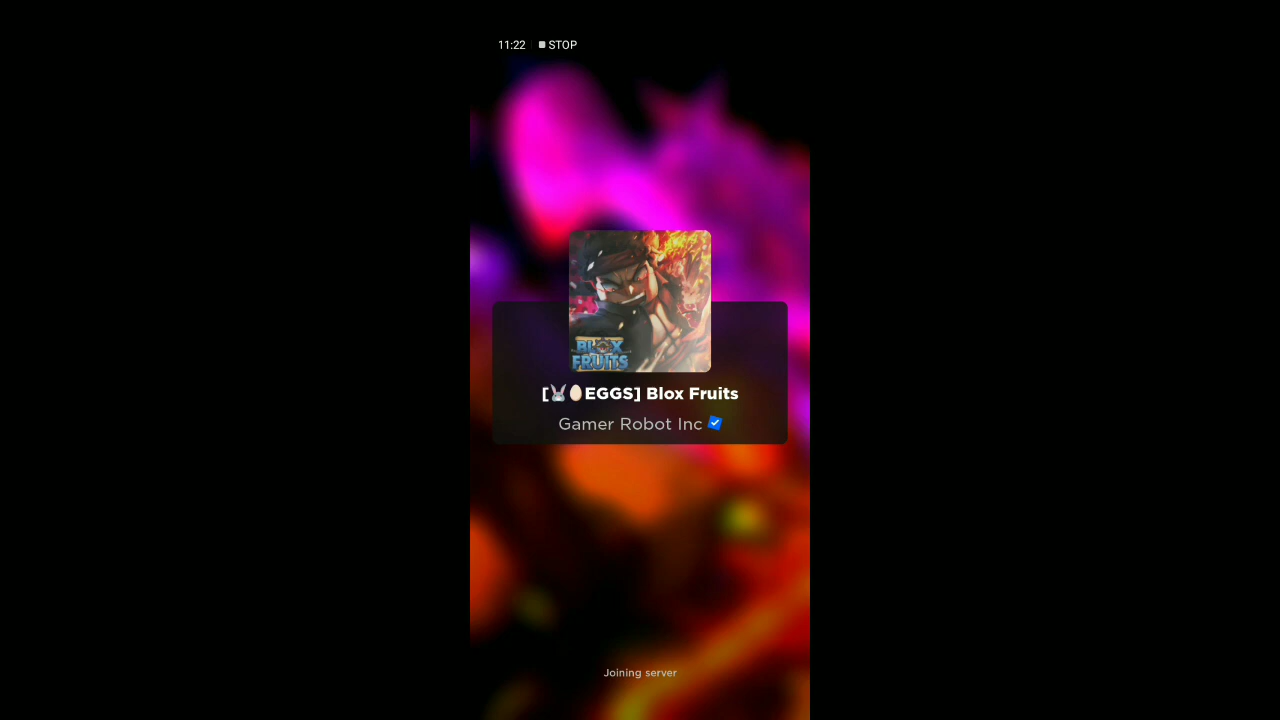 11:22 STOP
BLOX
FRUITS
[🐰🥚EGGS] Blox Fruits
Gamer Robot Inc
Joining server